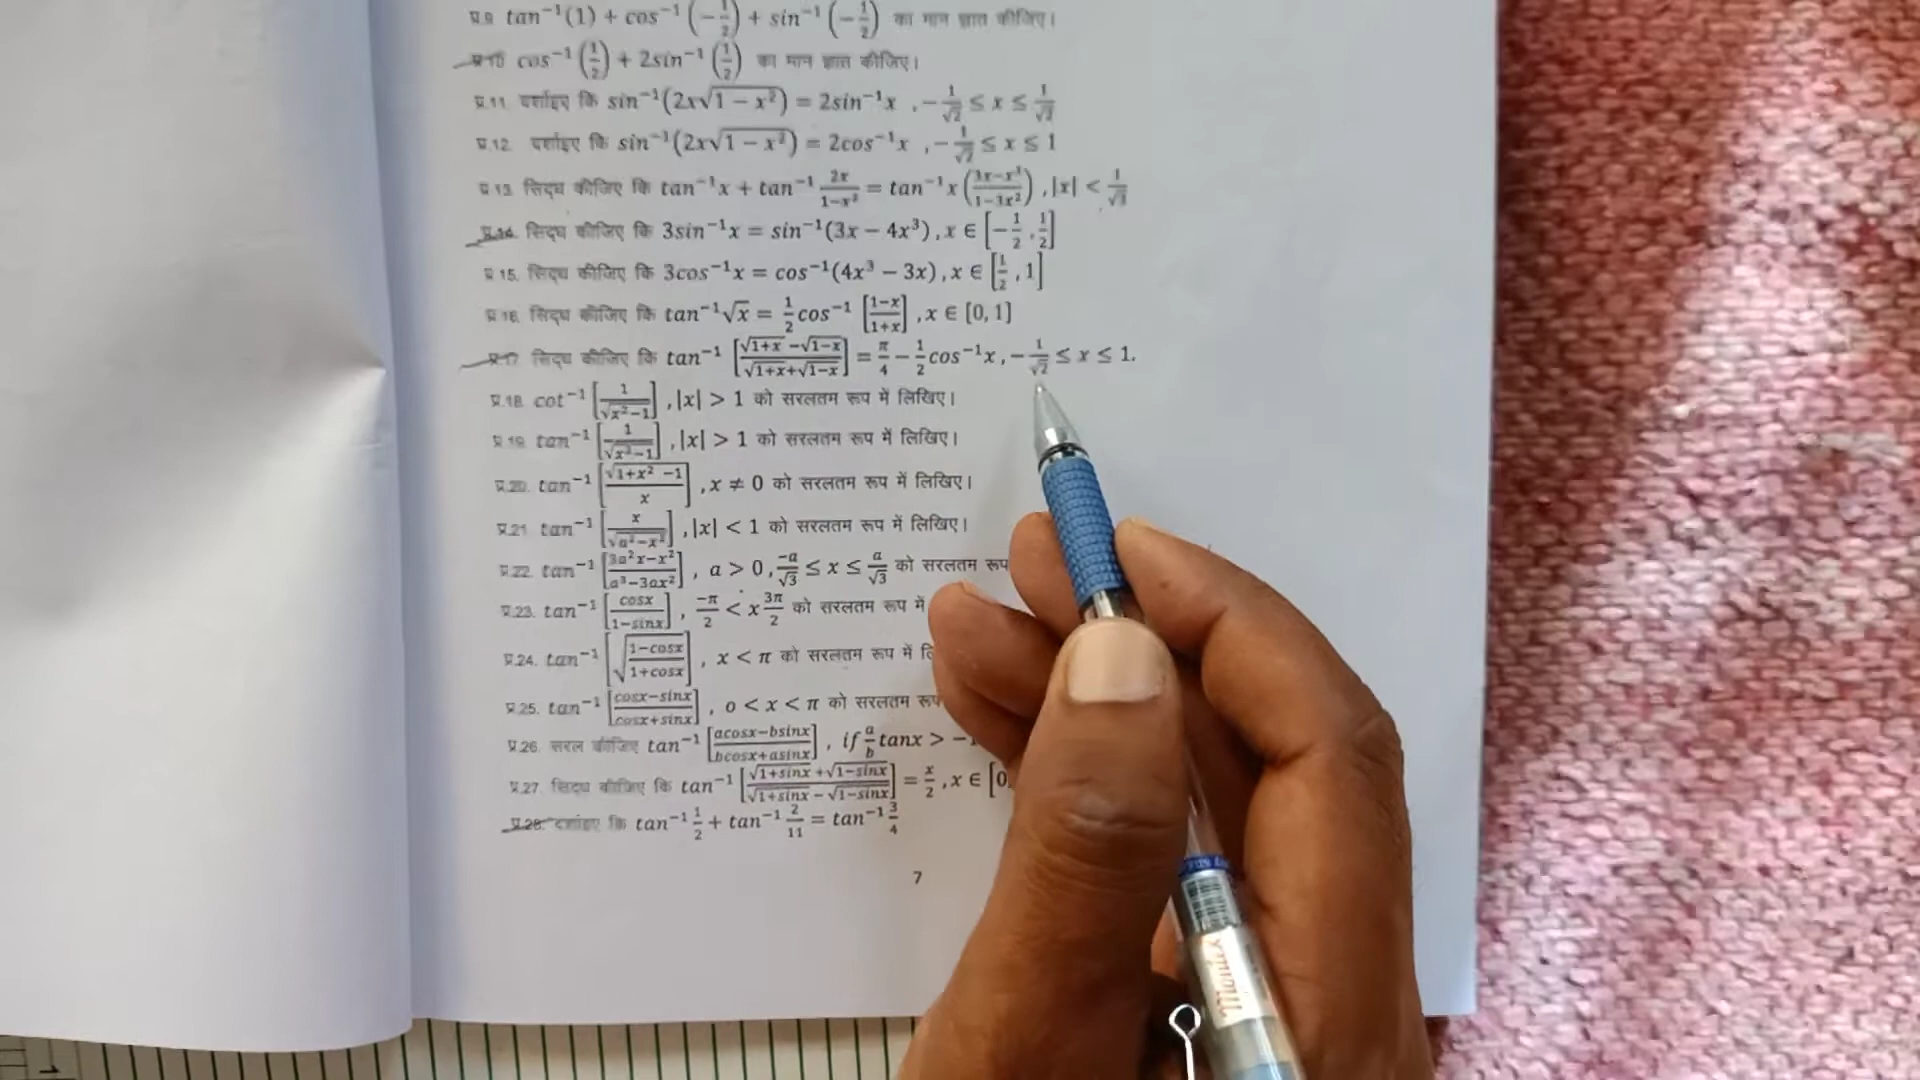 प्र.9. tan⁻¹(1) + cos⁻¹(−1/2) + sin⁻¹(−1/2) का मान ज्ञात कीजिए।
प्र.10 cos⁻¹(1/2) + 2sin⁻¹(1/2) का मान ज्ञात कीजिए।
प्र.11. दर्शाइए कि sin⁻¹(2x√(1 − x²)) = 2sin⁻¹x , −1/√2 ≤ x ≤ 1/√2
प्र.12. दर्शाइए कि sin⁻¹(2x√(1 − x²)) = 2cos⁻¹x , −1/√2 ≤ x ≤ 1
प्र.13. सिद्ध कीजिए कि tan⁻¹x + tan⁻¹ 2x/(1−x²) = tan⁻¹x((3x−x³)/(1−3x²)) , |x| < 1/√3
प्र.14. सिद्ध कीजिए कि 3sin⁻¹x = sin⁻¹(3x − 4x³), x ∈ [−1/2, 1/2]
प्र.15. सिद्ध कीजिए कि 3cos⁻¹x = cos⁻¹(4x³ − 3x), x ∈ [1/2, 1]
प्र.16. सिद्ध कीजिए कि tan⁻¹√x = 1/2 cos⁻¹ [(1−x)/(1+x)] , x ∈ [0, 1]
प्र.17. सिद्ध कीजिए कि tan⁻¹ [(√(1+x) −√(1−x))/(√(1+x)+√(1−x))] = π/4 − 1/2 cos⁻¹x, −1/√2 ≤ x ≤ 1.
प्र.18. cot⁻¹ [1/√(x²−1)] , |x| > 1 को सरलतम रूप में लिखिए।
प्र.19. tan⁻¹ [1/√(x²−1)] , |x| > 1 को सरलतम रूप में लिखिए।
प्र.20. tan⁻¹ [(√(1+x²) −1)/x] , x ≠ 0 को सरलतम रूप में लिखिए।
प्र.21. tan⁻¹ [x/√(a²−x²)] , |x| < 1 को सरलतम रूप में लिखिए।
प्र.22. tan⁻¹ [(3a²x−x²)/(a³−3ax²)] , a > 0, −a/√3 ≤ x ≤ a/√3 को सरलतम रूप
प्र.23. tan⁻¹ [cosx/(1−sinx)] , −π/2 < x 3π/2 को सरलतम रूप में
प्र.24. tan⁻¹ [√((1−cosx)/(1+cosx))] , x < π को सरलतम रूप में
प्र.25. tan⁻¹ [(cosx−sinx)/(cosx+sinx)] , o < x < π को सरलतम रूप
प्र.26. सरल कीजिए tan⁻¹ [(acosx−bsinx)/(bcosx+asinx)] , if a/b tanx > −1
प्र.27. सिद्ध कीजिए कि tan⁻¹ [(√(1+sinx) +√(1−sinx))/(√(1+sinx) − √(1−sinx))] = x/2 , x ∈ [0,
प्र.28. दर्शाइए कि tan⁻¹ 1/2 + tan⁻¹ 2/11 = tan⁻¹ 3/4
7
Montex